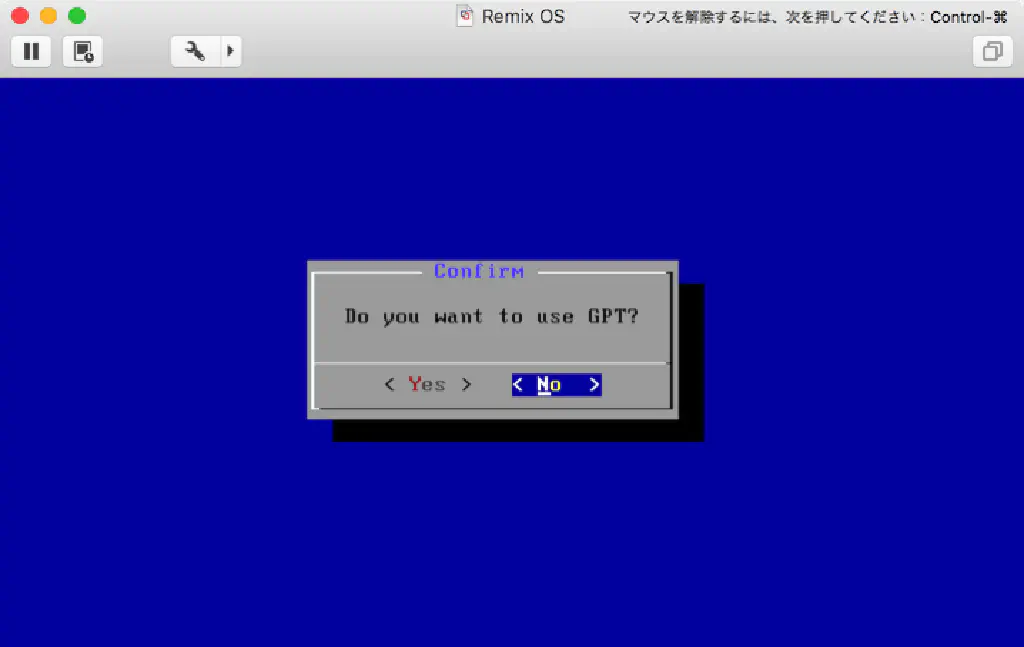 Remix OS
マウスを解除するには、次を押してください：Control-⌘
Confirm
Do you want to use GPT?
< Yes > < No >